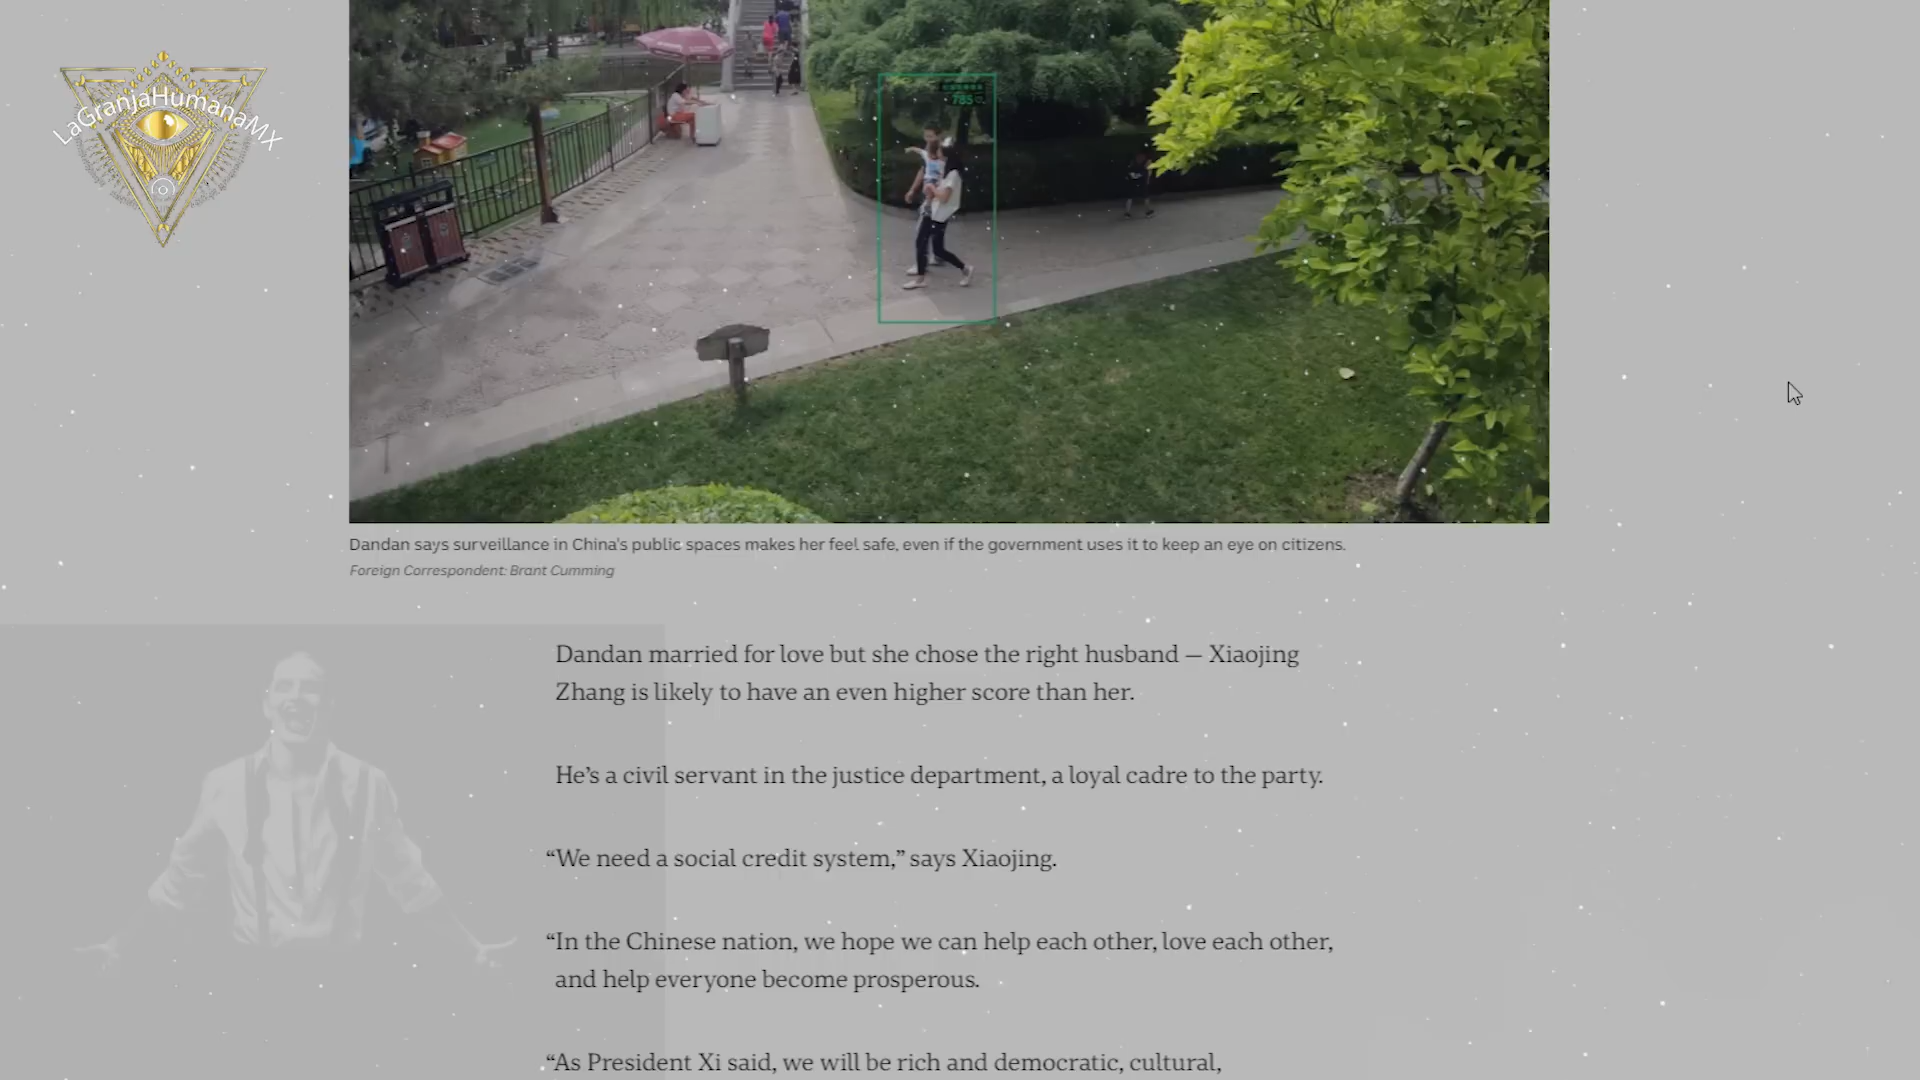 LaGranjaHumanaMX
785
Dandan says surveillance in China's public spaces makes her feel safe, even if the government uses it to keep an eye on citizens.
Foreign Correspondent: Brant Cumming
Dandan married for love but she chose the right husband — Xiaojing
Zhang is likely to have an even higher score than her.
He’s a civil servant in the justice department, a loyal cadre to the party.
“We need a social credit system,” says Xiaojing.
“In the Chinese nation, we hope we can help each other, love each other,
and help everyone become prosperous.
“As President Xi said, we will be rich and democratic, cultural,